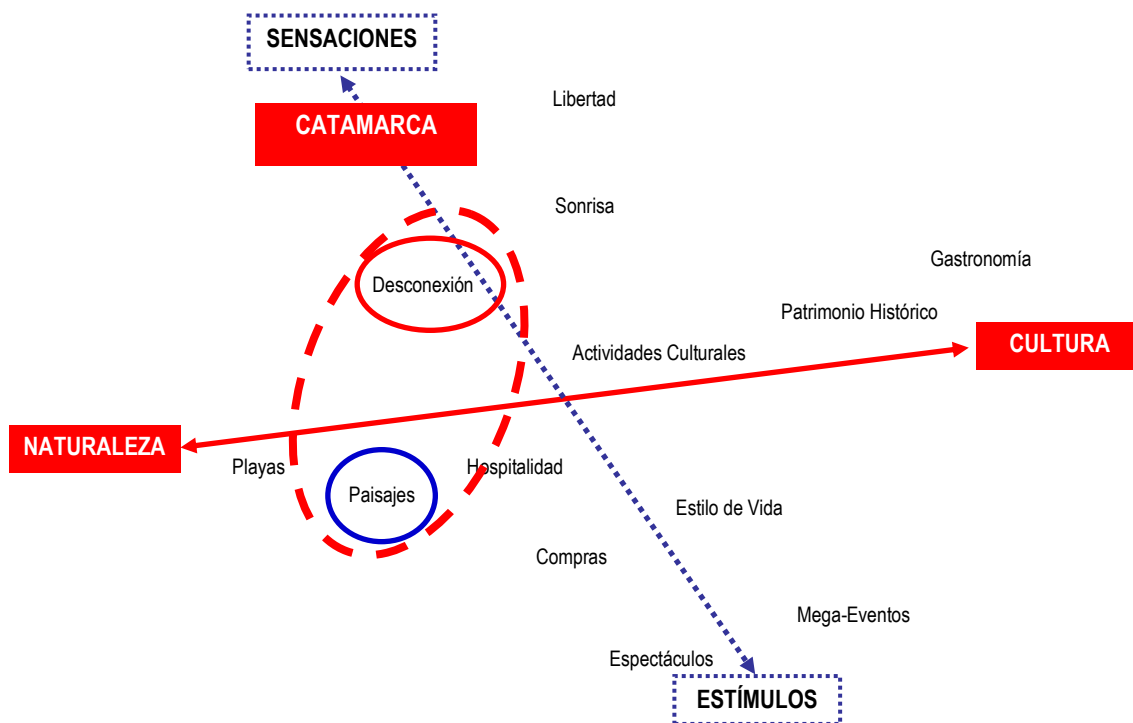 SENSACIONES
CATAMARCA
Libertad
Sonrisa
Gastronomía
Desconexión
Patrimonio Histórico
Actividades Culturales
CULTURA
NATURALEZA
Playas
Hospitalidad
Paisajes
Estilo de Vida
Compras
Mega-Eventos
Espectáculos
ESTÍMULOS